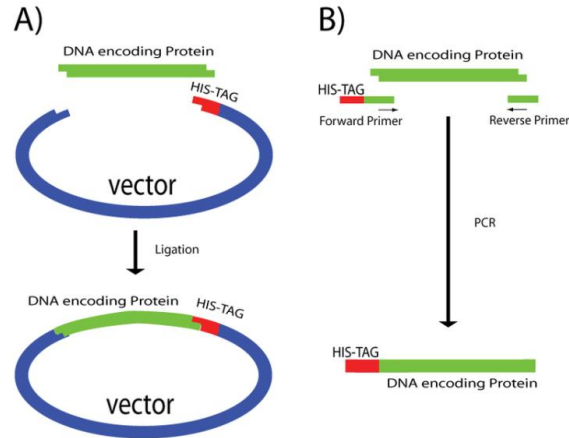 A)
DNA encoding Protein
HIS-TAG
vector
Ligation
DNA encoding Protein
HIS-TAG
vector
B)
DNA encoding Protein
HIS-TAG
Forward Primer
Reverse Primer
PCR
HIS-TAG
DNA encoding Protein